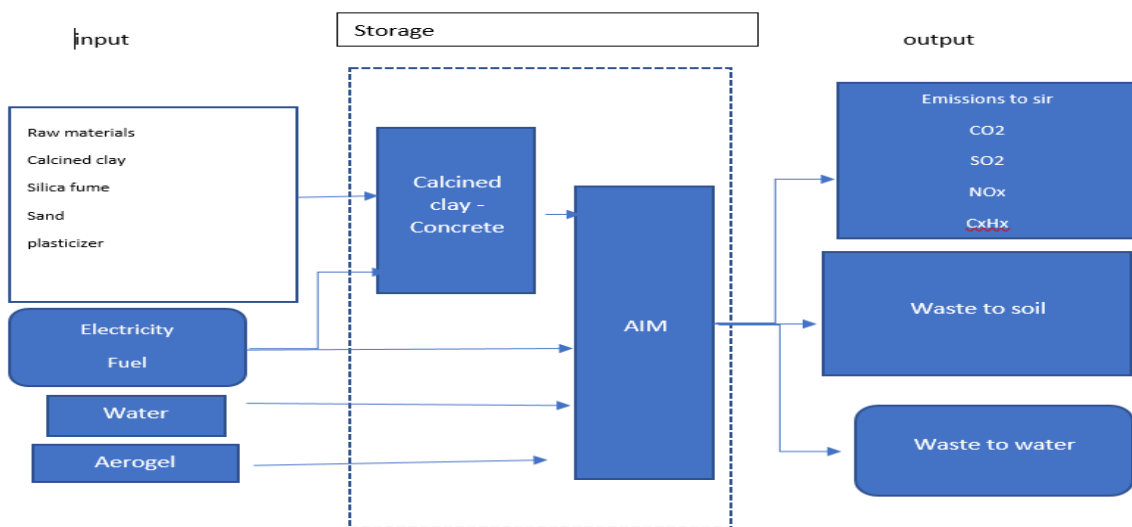 input
Storage
output
Raw materials
Calcined clay
Silica fume
Sand
plasticizer
Electricity
Fuel
Water
Aerogel
Calcined
clay -
Concrete
AIM
Emissions to sir
CO2
SO2
NOx
CxHx
Waste to soil
Waste to water